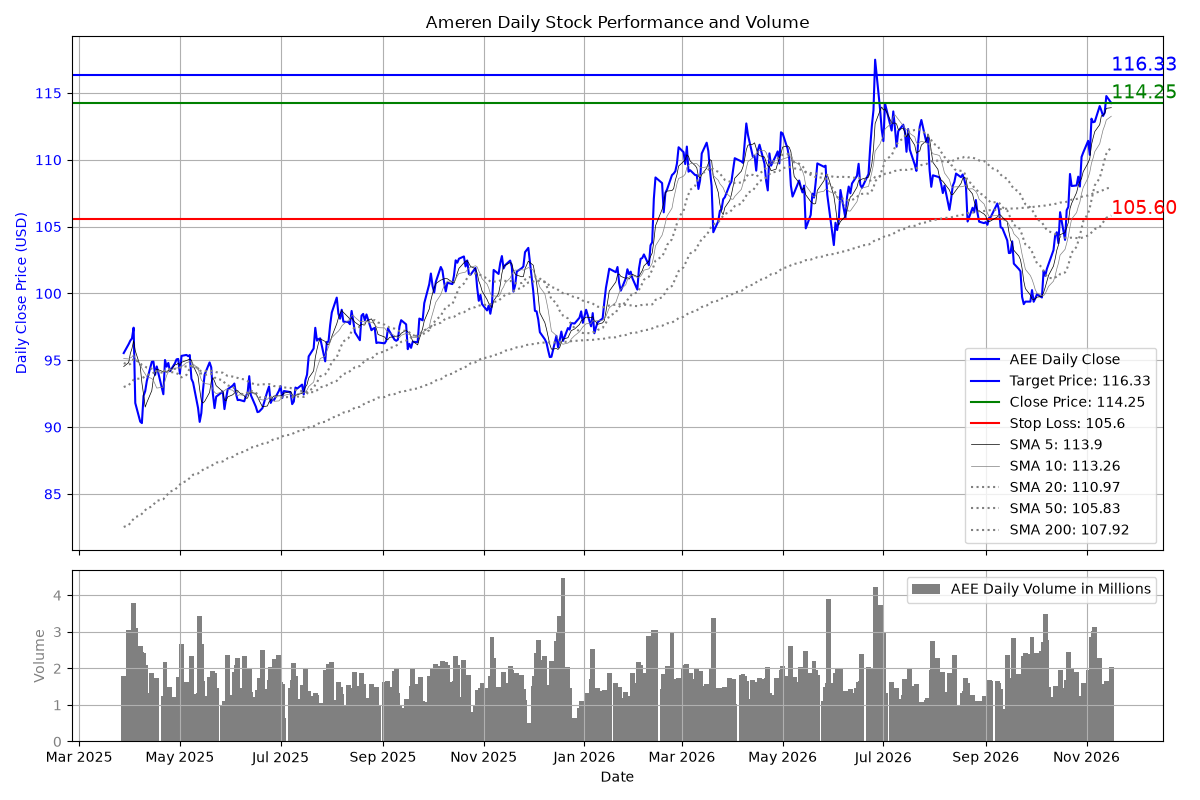 Ameren Daily Stock Performance and Volume
116.33
115
114.25
110
105.60
105
100
95
90
85
Daily Close Price (USD)
AEE Daily Close
Target Price: 116.33
Close Price: 114.25
Stop Loss: 105.6
SMA 5: 113.9
SMA 10: 113.26
SMA 20: 110.97
SMA 50: 105.83
SMA 200: 107.92
AEE Daily Volume in Millions
4
3
2
1
0
Volume
Mar 2025 May 2025 Jul 2025 Sep 2025 Nov 2025 Jan 2026 Mar 2026 May 2026 Jul 2026 Sep 2026 Nov 2026
Date